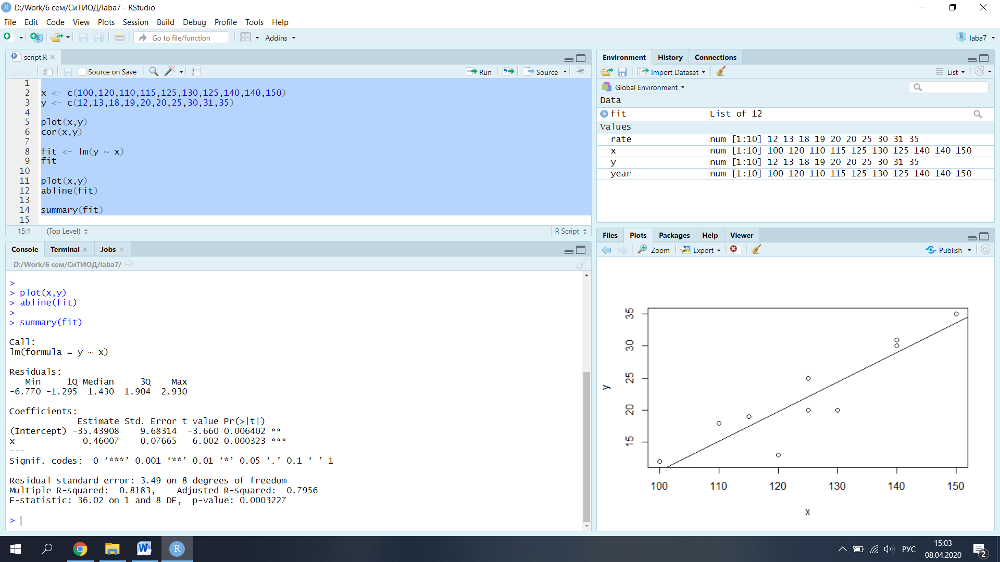 D:/Work/6 сем/СиТИОД/laba7 - RStudio
File Edit Code View Plots Session Build Debug Profile Tools Help
Go to file/function Addins laba7
script.R
Source on Save Run Source
1
2 x <- c(100,120,110,115,125,130,125,140,140,150)
3 y <- c(12,13,18,19,20,20,25,30,31,35)
4
5 plot(x,y)
6 cor(x,y)
7
8 fit <- lm(y ~ x)
9 fit
10
11 plot(x,y)
12 abline(fit)
13
14 summary(fit)
15
15:1 (Top Level) R Script
Console Terminal Jobs
D:/Work/6 сем/СиТИОД/laba7/
>
> plot(x,y)
> abline(fit)
>
> summary(fit)
Call:
lm(formula = y ~ x)
Residuals:
Min 1Q Median 3Q Max
-6.770 -1.295 1.430 1.904 2.930
Coefficients:
Estimate Std. Error t value Pr(>|t|)
(Intercept) -35.43908 9.68314 -3.660 0.006402 **
x 0.46007 0.07665 6.002 0.000323 ***
---
Signif. codes: 0 ‘***’ 0.001 ‘**’ 0.01 ‘*’ 0.05 ‘.’ 0.1 ‘ ’ 1
Residual standard error: 3.49 on 8 degrees of freedom
Multiple R-squared: 0.8183, Adjusted R-squared: 0.7956
F-statistic: 36.02 on 1 and 8 DF, p-value: 0.0003227
>
Environment History Connections
Import Dataset List
Global Environment
Data
fit List of 12
Values
rate num [1:10] 12 13 18 19 20 20 25 30 31 35
x num [1:10] 100 120 110 115 125 130 125 140 140 150
y num [1:10] 12 13 18 19 20 20 25 30 31 35
year num [1:10] 100 120 110 115 125 130 125 140 140 150
Files Plots Packages Help Viewer
Zoom Export Publish
35
30
25
20
15
y
100 110 120 130 140 150
x
РУС
15:03
08.04.2020
2